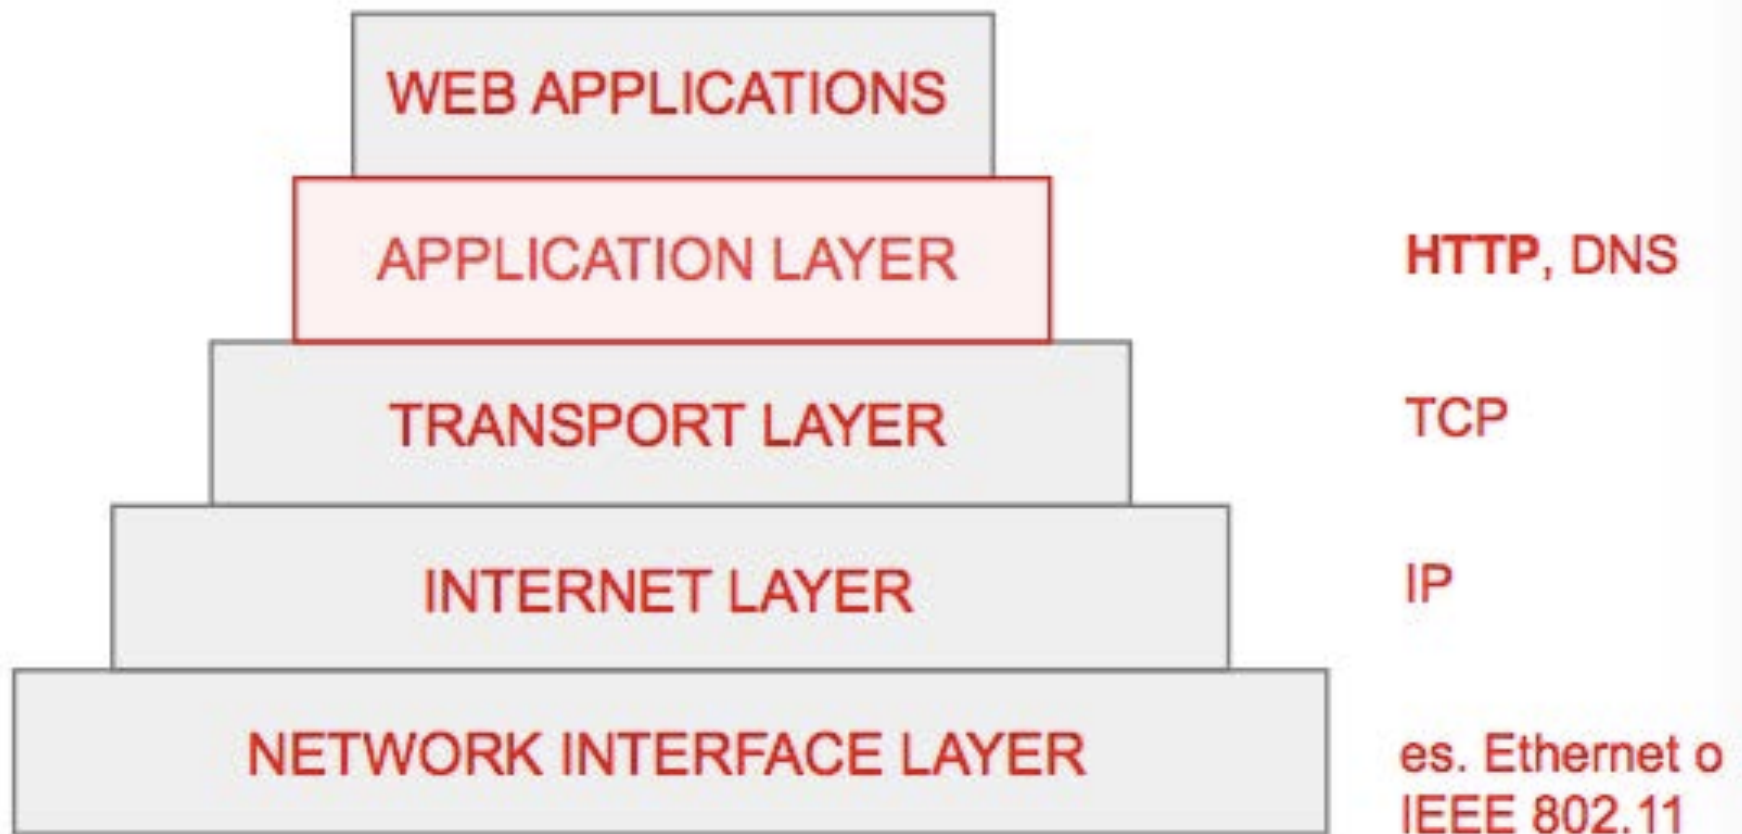 WEB APPLICATIONS
APPLICATION LAYER
HTTP, DNS
TRANSPORT LAYER
TCP
INTERNET LAYER
IP
NETWORK INTERFACE LAYER
es. Ethernet o
IEEE 802.11